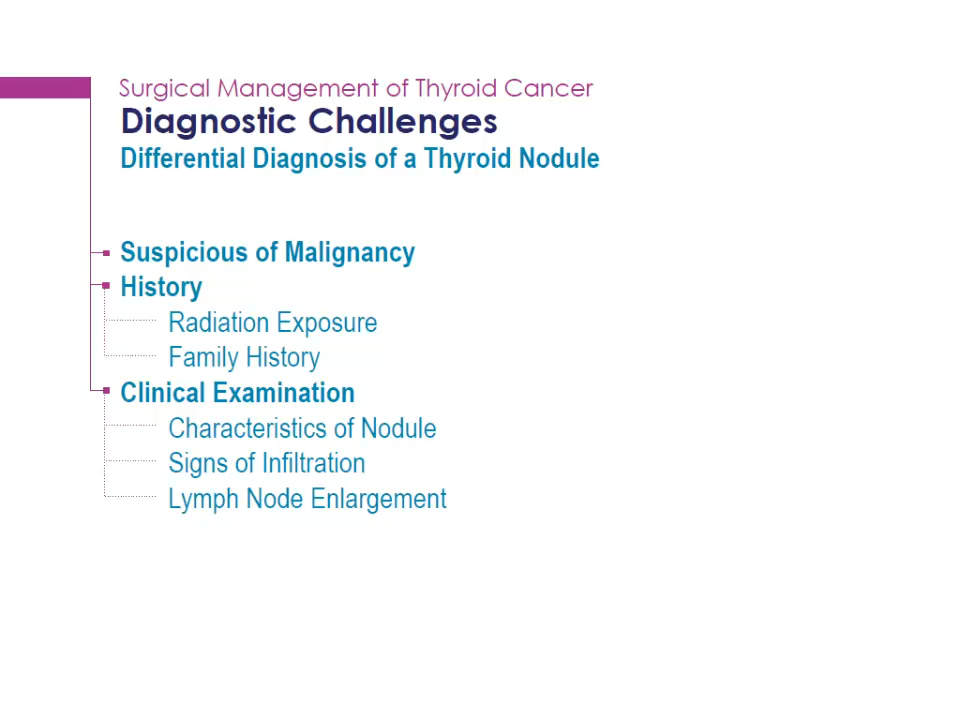 Surgical Management of Thyroid Cancer
Diagnostic Challenges
Differential Diagnosis of a Thyroid Nodule
Suspicious of Malignancy
History
Radiation Exposure
Family History
Clinical Examination
Characteristics of Nodule
Signs of Infiltration
Lymph Node Enlargement